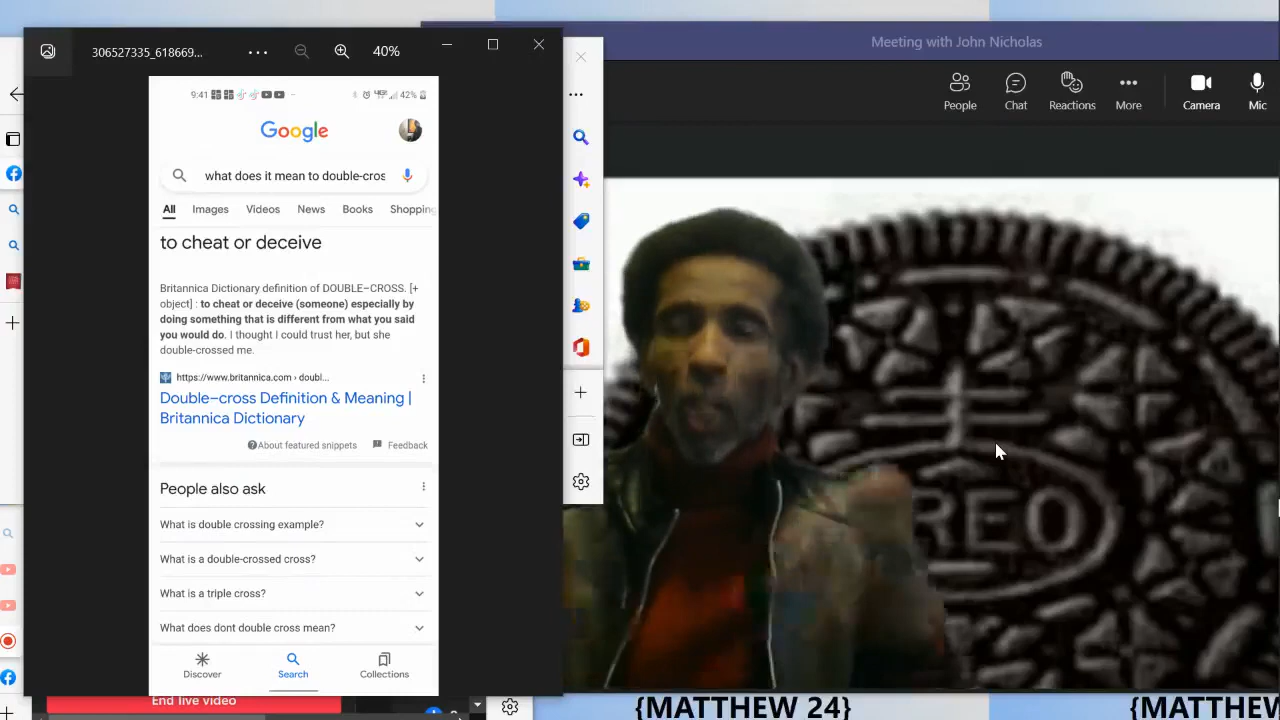 306527335_618669...
40%
Meeting with John Nicholas
People
Chat
Reactions
More
Camera
Mic
9:41
42%
Google
what does it mean to double-cros
All Images Videos News Books Shopping
to cheat or deceive
Britannica Dictionary definition of DOUBLE–CROSS. [+
object] : to cheat or deceive (someone) especially by
doing something that is different from what you said
you would do. I thought I could trust her, but she
double-crossed me.
https://www.britannica.com › doubl...
Double–cross Definition & Meaning |
Britannica Dictionary
About featured snippets
Feedback
People also ask
What is double crossing example?
What is a double-crossed cross?
What is a triple cross?
What does dont double cross mean?
Discover
Search
Collections
REO
End live video
{MATTHEW 24}
{MATTHEW